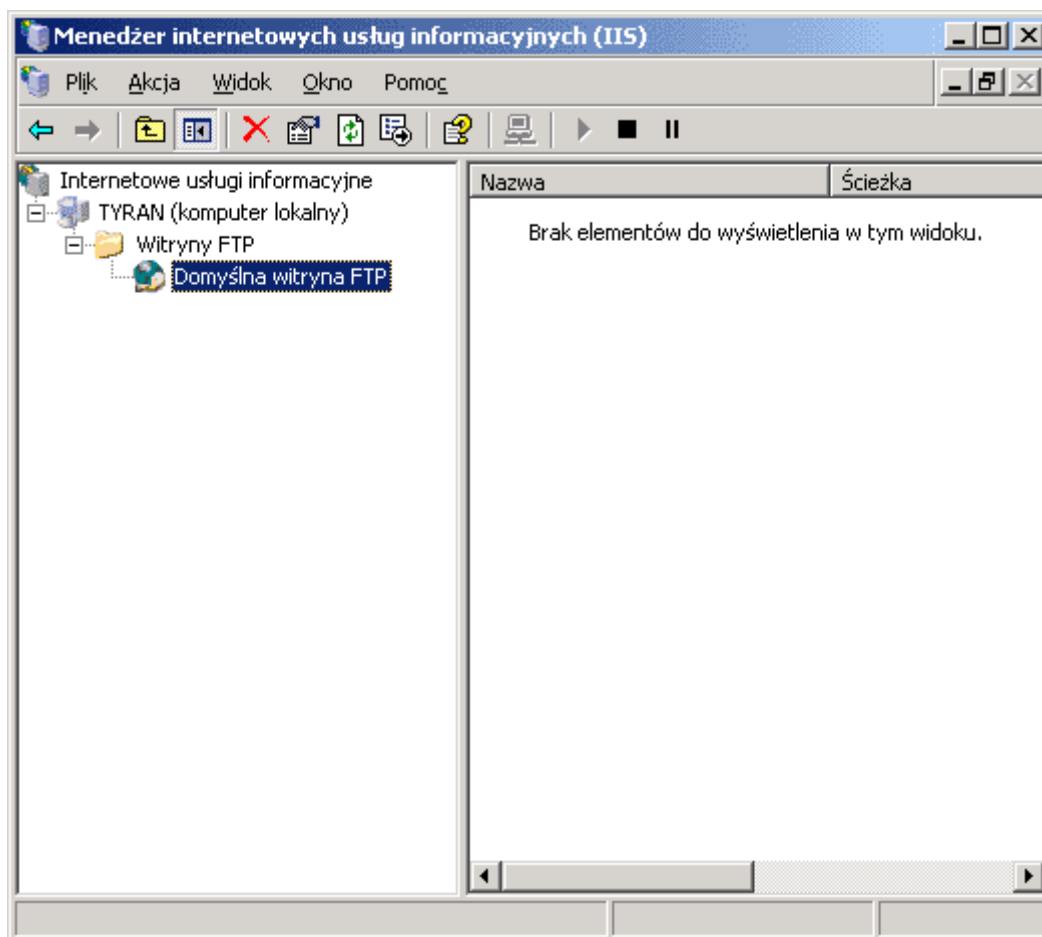 Menedżer internetowych usług informacyjnych (IIS)
Plik Akcja Widok Okno Pomoc
Internetowe usługi informacyjne
TYRAN (komputer lokalny)
Witryny FTP
Domyślna witryna FTP
Nazwa Ścieżka
Brak elementów do wyświetlenia w tym widoku.